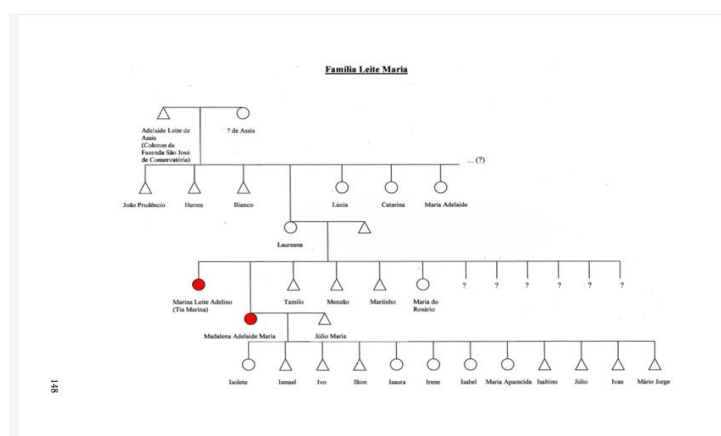 Família Leite Maria
Adelaide Leite de
Assis
(Colonos da
Fazenda São José
de Conservatória)
? de Assis
... (?)
João Prudêncio
Herme
Bianco
Lúcia
Catarina
Maria Adelaide
Laureana
Marina Leite Adelino
(Tia Marina)
Tamilo
Menzão
Martinho
Maria do
Rosário
?
?
?
?
?
?
Madalena Adelaide Maria
Júlio Maria
Isolete
Ismael
Ivo
Ilton
Isaura
Irene
Isabel
Maria Aparecida
Isaltino
Júlio
Ivan
Mário Jorge
148